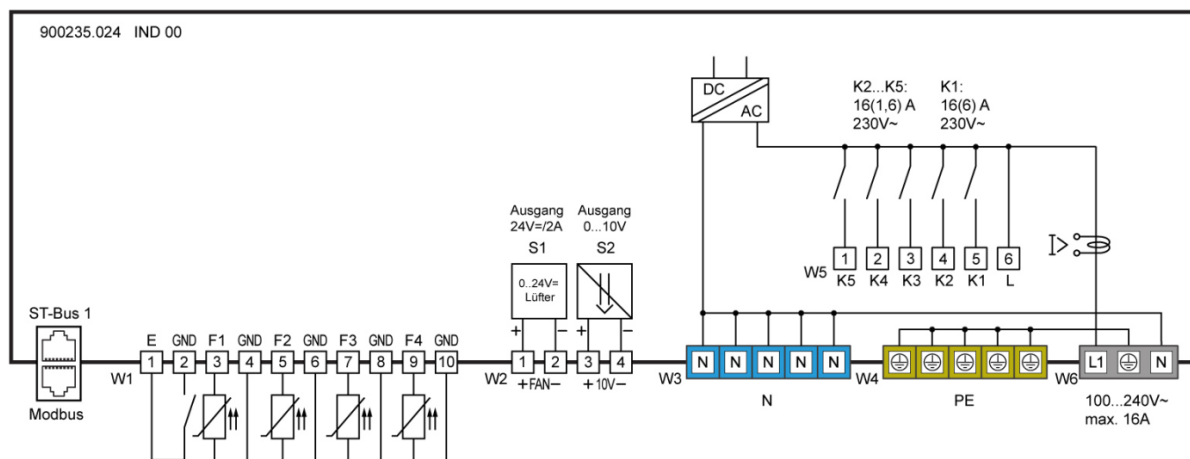 900235.024 IND 00
DC
AC
K2...K5:
16(1,6) A
230V~
K1:
16(6) A
230V~
Ausgang
24V=/2A
S1
Ausgang
0...10V
S2
0..24V=
Lüfter
+ −
+ −
I>
W5
1 2 3 4 5 6
K5 K4 K3 K2 K1 L
ST-Bus 1
Modbus
E GND F1 GND F2 GND F3 GND F4 GND
W1
1 2 3 4 5 6 7 8 9 10
W2
1 2 3 4
+FAN−
+ 10V−
W3
N N N N N
N
W4
PE
W6
L1 N
100...240V~
max. 16A